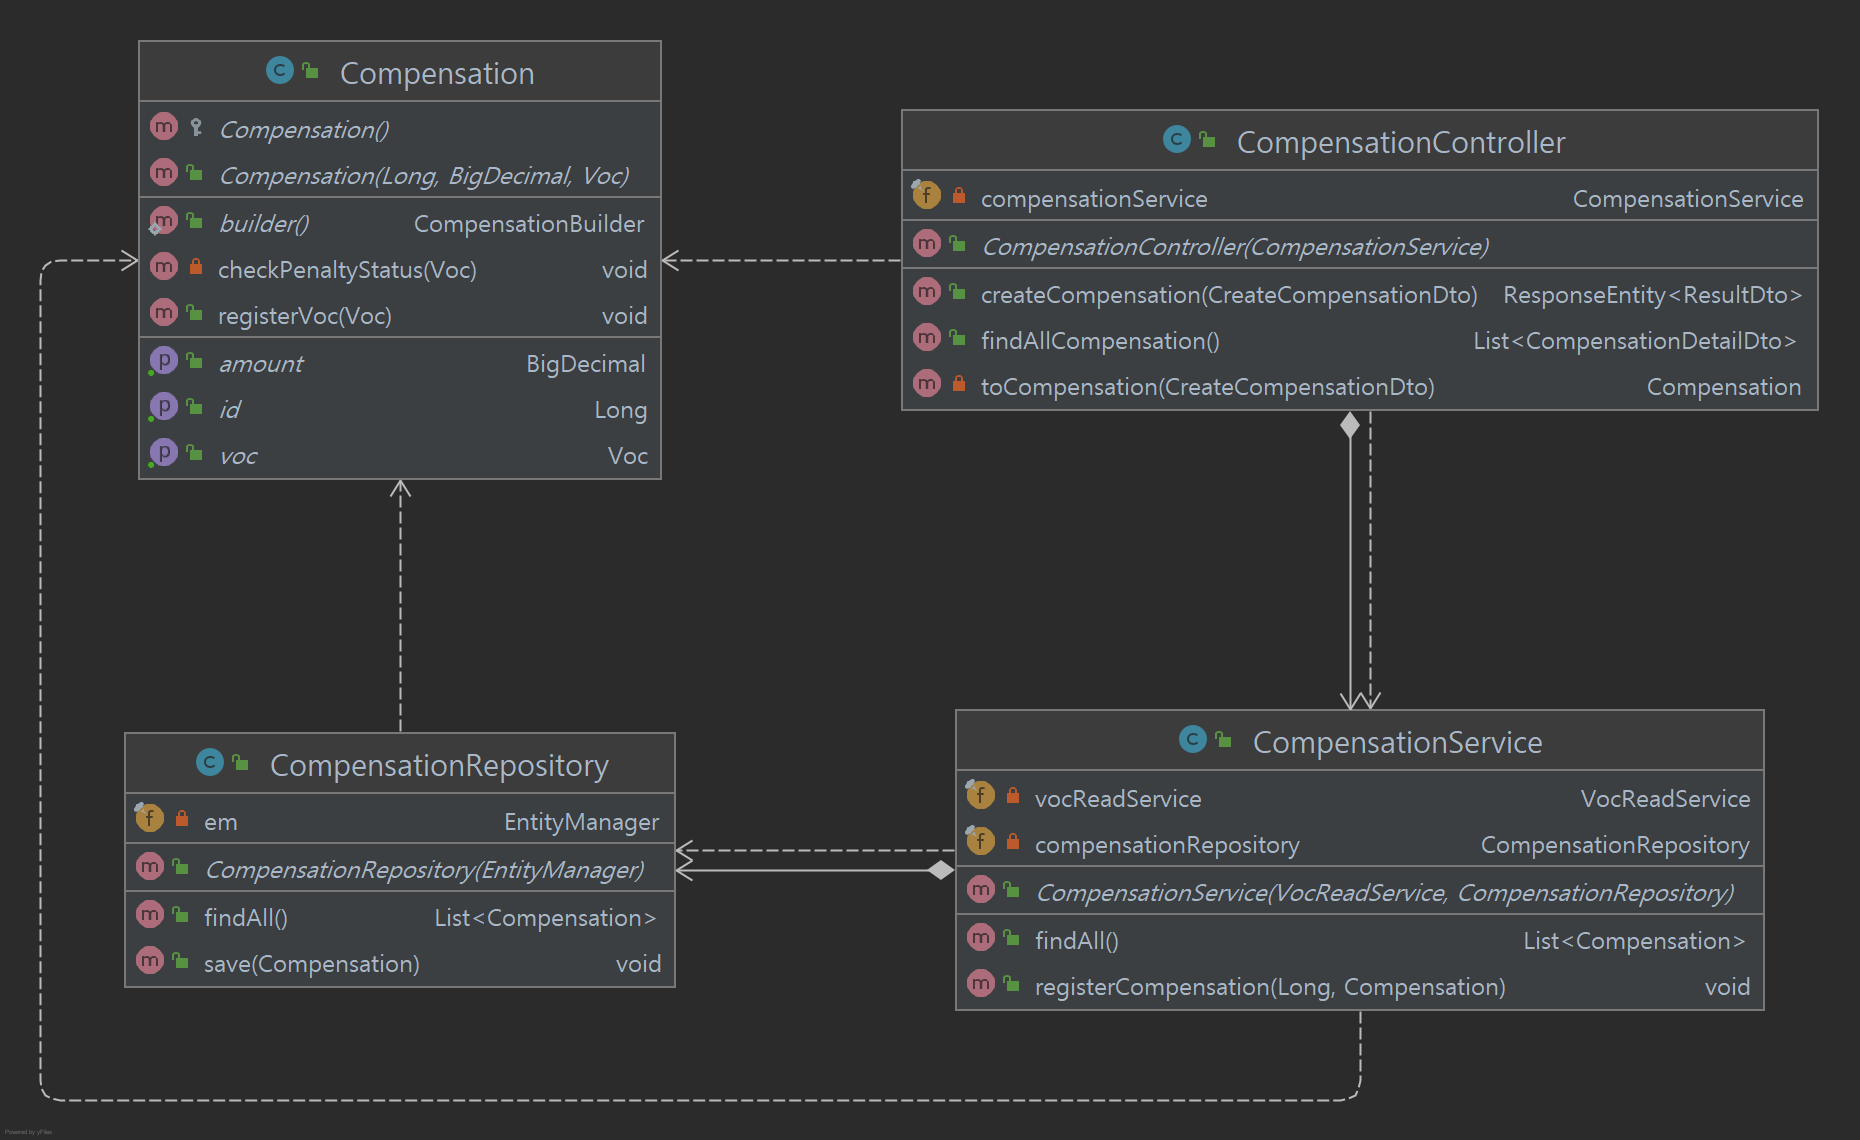 Compensation
Compensation()
Compensation(Long, BigDecimal, Voc)
builder() CompensationBuilder
checkPenaltyStatus(Voc) void
registerVoc(Voc) void
amount BigDecimal
id Long
voc Voc
CompensationController
compensationService CompensationService
CompensationController(CompensationService)
createCompensation(CreateCompensationDto) ResponseEntity<ResultDto>
findAllCompensation() List<CompensationDetailDto>
toCompensation(CreateCompensationDto) Compensation
CompensationRepository
em EntityManager
CompensationRepository(EntityManager)
findAll() List<Compensation>
save(Compensation) void
CompensationService
vocReadService VocReadService
compensationRepository CompensationRepository
CompensationService(VocReadService, CompensationRepository)
findAll() List<Compensation>
registerCompensation(Long, Compensation) void
Powered by yFiles